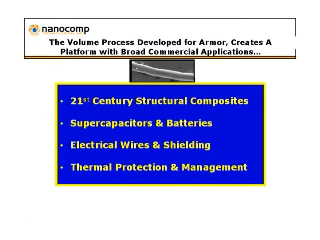 nanocomp
The Volume Process Developed for Armor, Creates A
Platform with Broad Commercial Applications...
• 21st Century Structural Composites
• Supercapacitors & Batteries
• Electrical Wires & Shielding
• Thermal Protection & Management